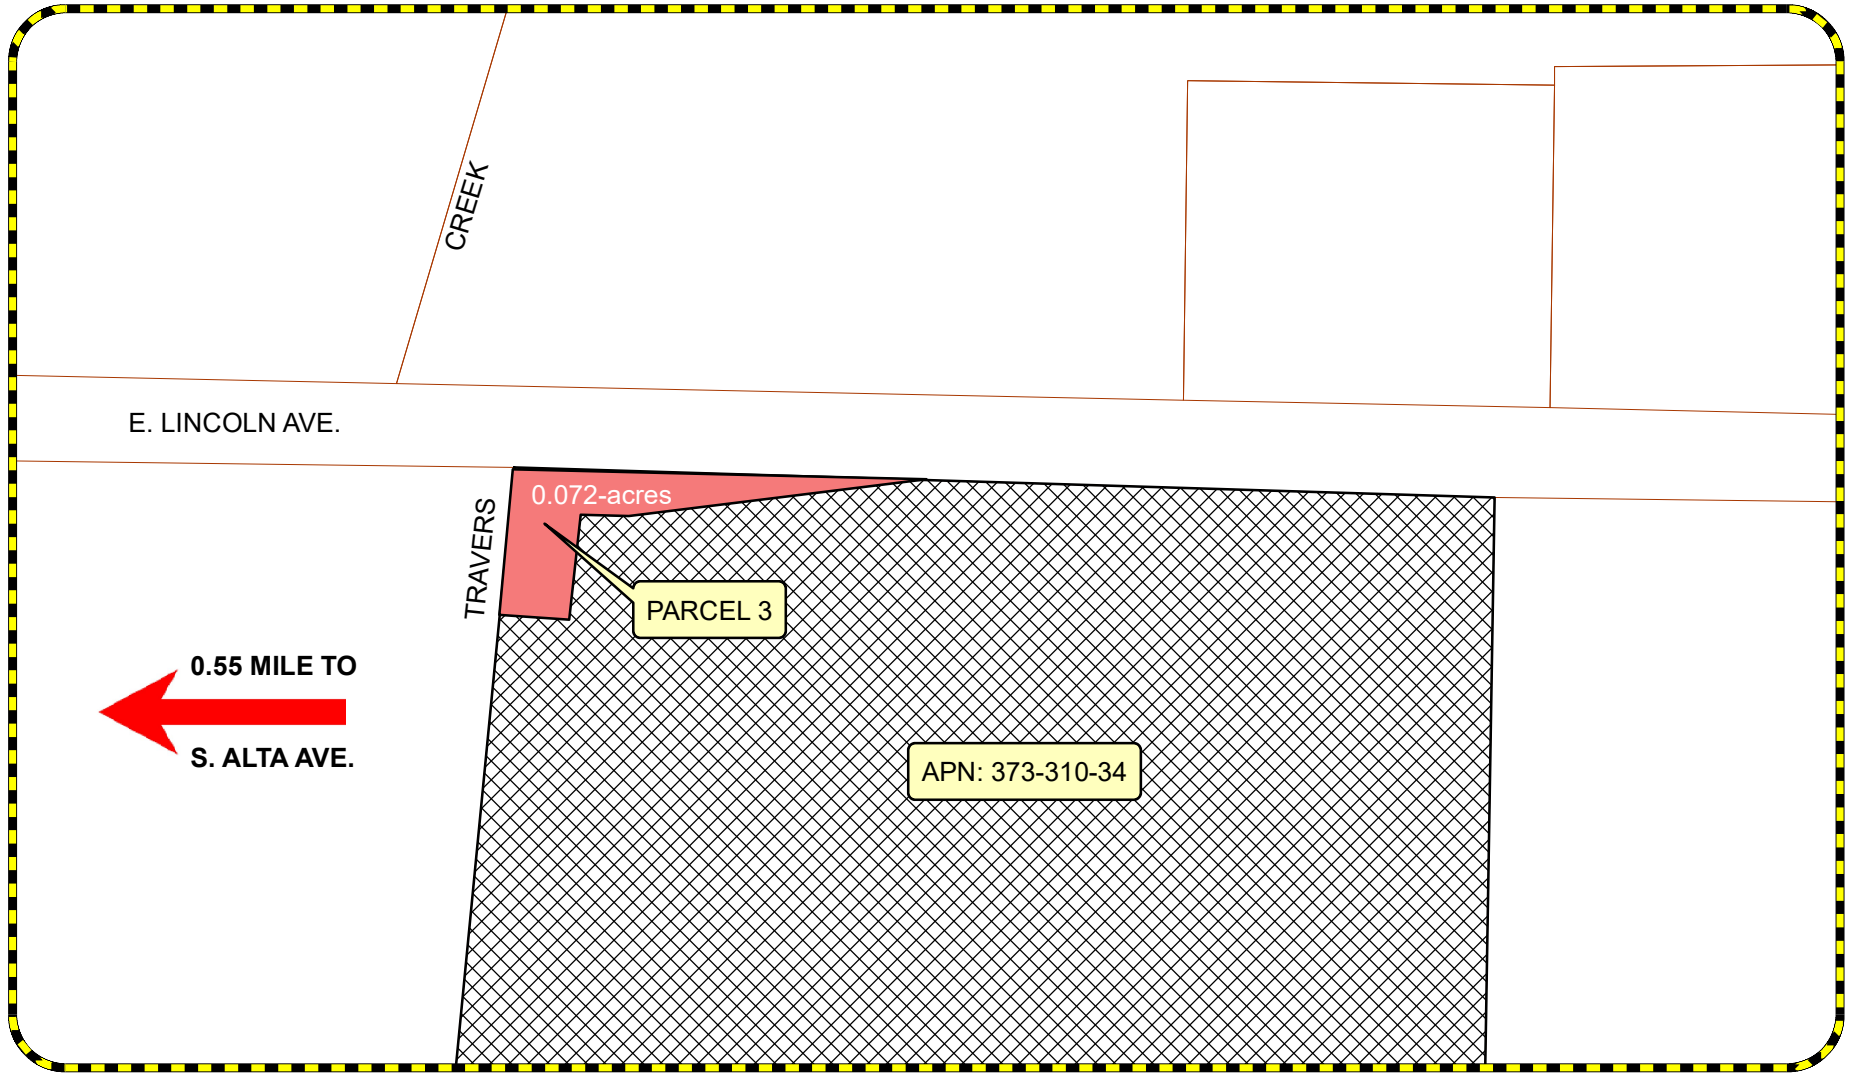 CREEK
E. LINCOLN AVE.
0.072-acres
TRAVERS
PARCEL 3
0.55 MILE TO
S. ALTA AVE.
APN: 373-310-34